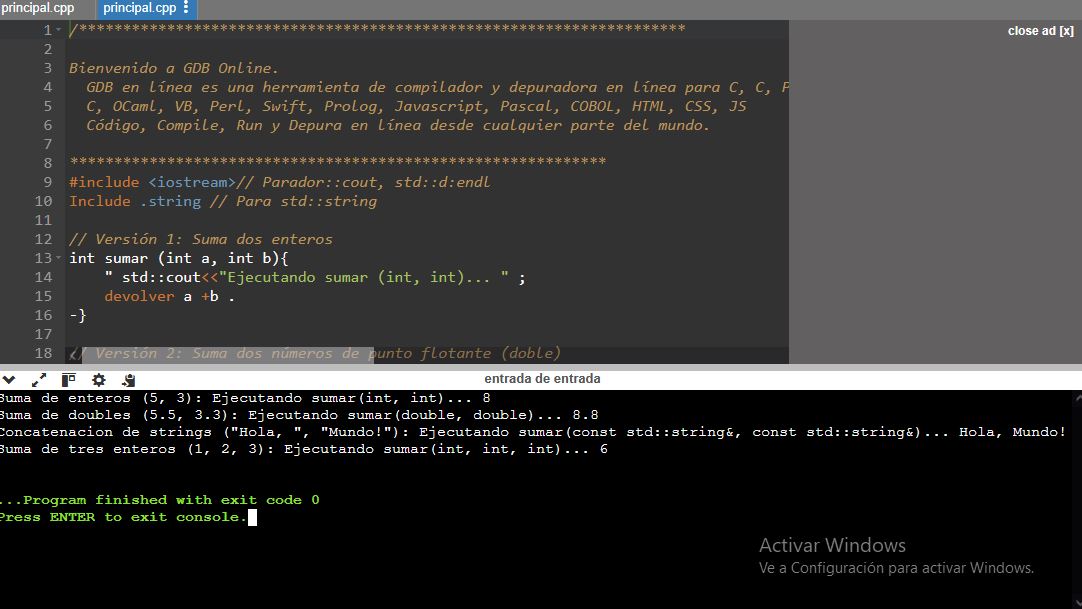 principal.cpp principal.cpp
close ad [x]
1 /*********************************************************************
2
3 Bienvenido a GDB Online.
4 GDB en línea es una herramienta de compilador y depuradora en línea para C, C, P
5 C, OCaml, VB, Perl, Swift, Prolog, Javascript, Pascal, COBOL, HTML, CSS, JS
6 Código, Compile, Run y Depura en línea desde cualquier parte del mundo.
7
8 *************************************************************
9 #include <iostream>// Parador::cout, std::d:endl
10 Include .string // Para std::string
11
12 // Versión 1: Suma dos enteros
13 int sumar (int a, int b){
14 " std::cout<<"Ejecutando sumar (int, int)... " ;
15 devolver a +b .
16 -}
17
18 // Versión 2: Suma dos números de punto flotante (doble)
entrada de entrada
Suma de enteros (5, 3): Ejecutando sumar(int, int)... 8
Suma de doubles (5.5, 3.3): Ejecutando sumar(double, double)... 8.8
Concatenacion de strings ("Hola, ", "Mundo!"): Ejecutando sumar(const std::string&, const std::string&)... Hola, Mundo!
Suma de tres enteros (1, 2, 3): Ejecutando sumar(int, int, int)... 6
...Program finished with exit code 0
Press ENTER to exit console.
Activar Windows
Ve a Configuración para activar Windows.